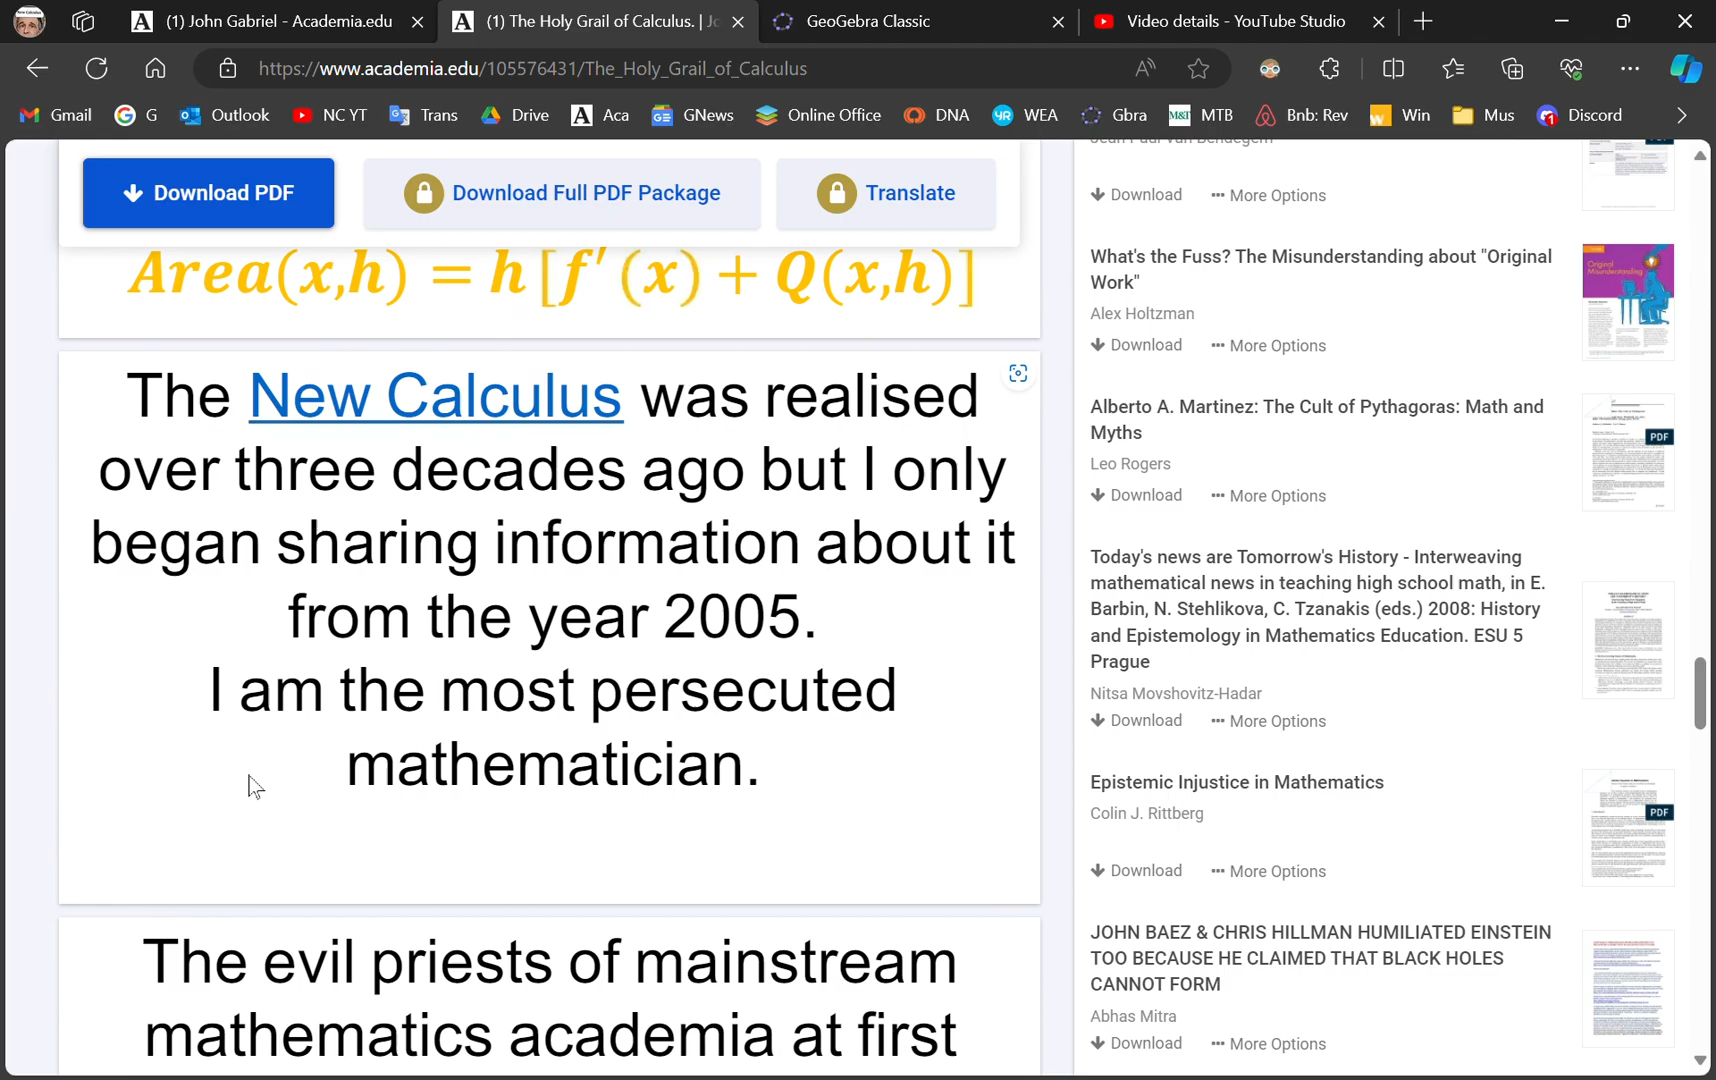 (1) John Gabriel - Academia.edu
(1) The Holy Grail of Calculus. | Jo
GeoGebra Classic
Video details - YouTube Studio
https://www.academia.edu/105576431/The_Holy_Grail_of_Calculus
Gmail G Outlook NC YT Trans Drive Aca GNews Online Office DNA WEA Gbra MTB Bnb: Rev Win Mus Discord
Download PDF
Download Full PDF Package
Translate
Area(x,h) = h [f′(x) + Q(x,h)]
The New Calculus was realised
over three decades ago but I only
began sharing information about it
from the year 2005.
I am the most persecuted
mathematician.
The evil priests of mainstream
mathematics academia at first
Jean Paul Van Bendegem
Download ••• More Options
What's the Fuss? The Misunderstanding about "Original
Work"
Alex Holtzman
Download ••• More Options
Alberto A. Martinez: The Cult of Pythagoras: Math and
Myths
Leo Rogers
Download ••• More Options
PDF
Today's news are Tomorrow's History - Interweaving
mathematical news in teaching high school math, in E.
Barbin, N. Stehlikova, C. Tzanakis (eds.) 2008: History
and Epistemology in Mathematics Education. ESU 5
Prague
Nitsa Movshovitz-Hadar
Download ••• More Options
Epistemic Injustice in Mathematics
Colin J. Rittberg
Download ••• More Options
PDF
JOHN BAEZ & CHRIS HILLMAN HUMILIATED EINSTEIN
TOO BECAUSE HE CLAIMED THAT BLACK HOLES
CANNOT FORM
Abhas Mitra
Download ••• More Options